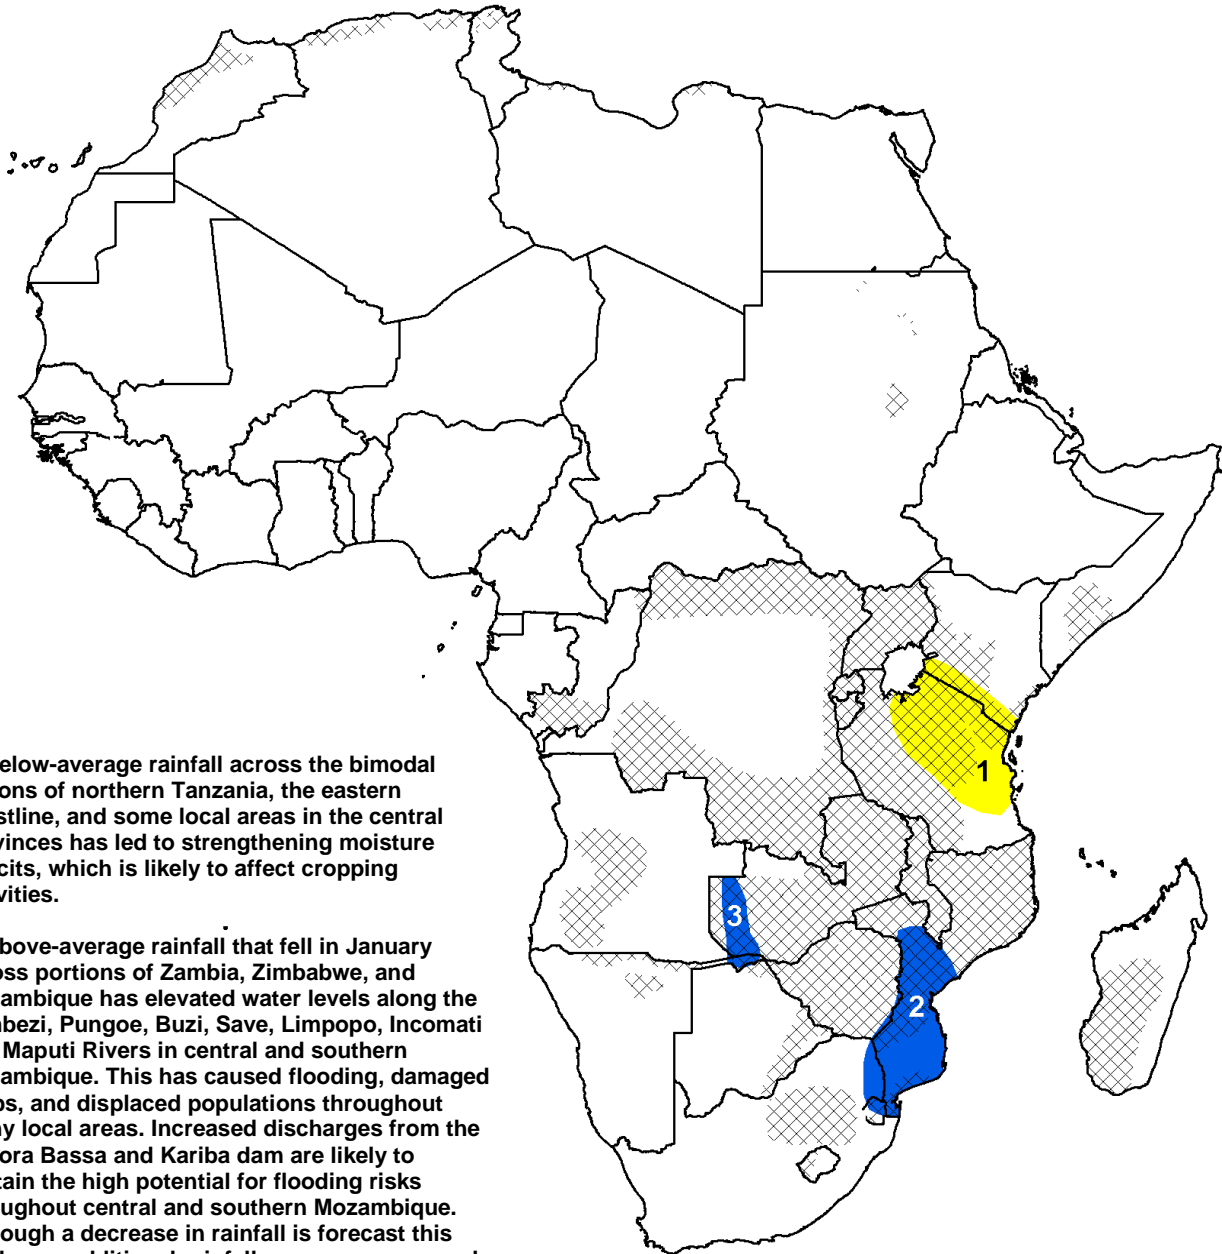 elow-average rainfall across the bimodal
ons of northern Tanzania, the eastern
stline, and some local areas in the central
vinces has led to strengthening moisture
cits, which is likely to affect cropping
vities.
bove-average rainfall that fell in January
oss portions of Zambia, Zimbabwe, and
ambique has elevated water levels along the
bezi, Pungoe, Buzi, Save, Limpopo, Incomati
Maputi Rivers in central and southern
ambique. This has caused flooding, damaged
ps, and displaced populations throughout
ny local areas. Increased discharges from the
ora Bassa and Kariba dam are likely to
tain the high potential for flooding risks
ughout central and southern Mozambique.
ough a decrease in rainfall is forecast this
1
2
3